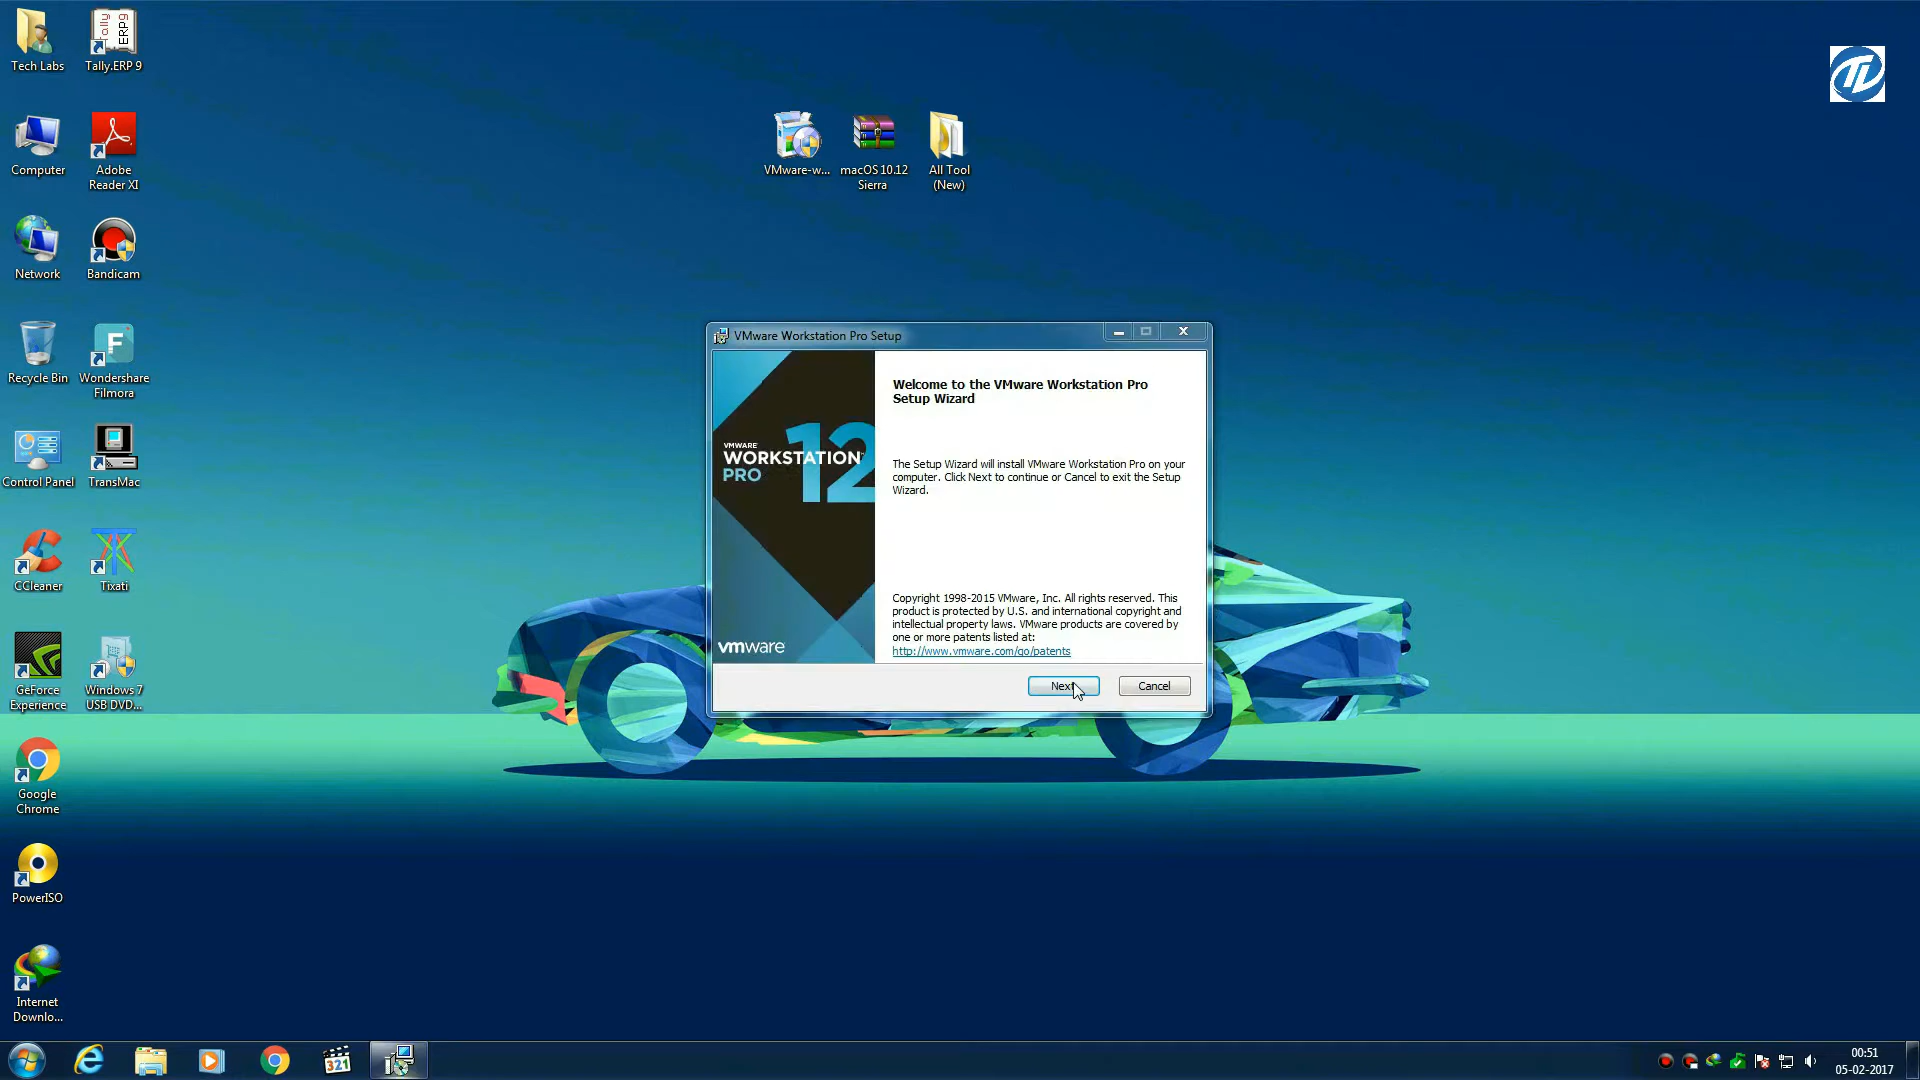 Tech Labs
Tally.ERP 9
Computer
Adobe
Reader XI
Network
Bandicam
Recycle Bin
Wondershare
Filmora
Control Panel
TransMac
CCleaner
Tixati
GeForce
Experience
Windows 7
USB DVD...
Google
Chrome
PowerISO
Internet
Downlo...
VMware-w...
macOS 10.12
Sierra
All Tool
(New)
VMware Workstation Pro Setup
VMWARE
WORKSTATION
PRO
12
vmware
Welcome to the VMware Workstation Pro
Setup Wizard
The Setup Wizard will install VMware Workstation Pro on your
computer. Click Next to continue or Cancel to exit the Setup
Wizard.
Copyright 1998-2015 VMware, Inc. All rights reserved. This
product is protected by U.S. and international copyright and
intellectual property laws. VMware products are covered by
one or more patents listed at:
http://www.vmware.com/go/patents
Next
Cancel
321
00:51
05-02-2017